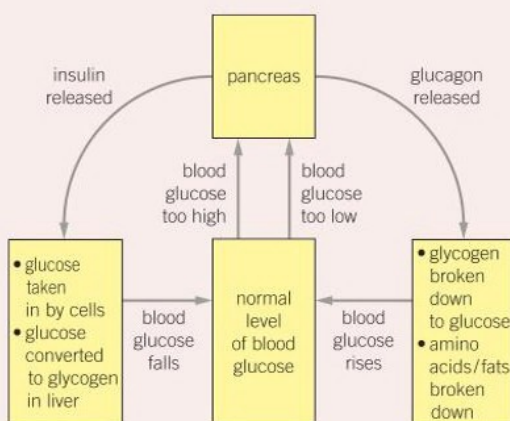 insulin
released
pancreas
glucagon
released
blood
glucose
too high
blood
glucose
too low
• glucose
taken
in by cells
• glucose
converted
to glycogen
in liver
blood
glucose
falls
normal
level
of blood
glucose
blood
glucose
rises
• glycogen
broken
down
to glucose
• amino
acids/fats
broken
down